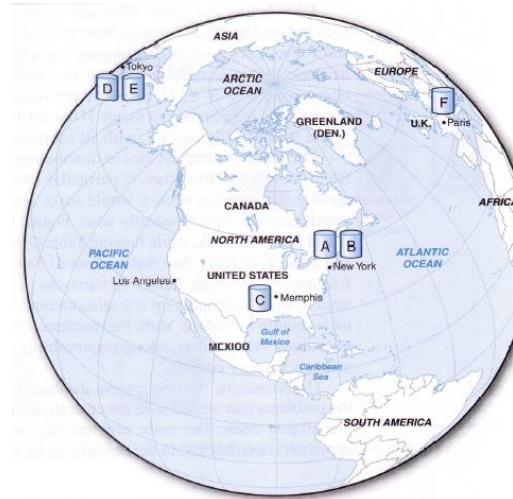 ASIA
Tokyo
D E
ARCTIC
OCEAN
EUROPE
F
U.K.
Paris
GREENLAND
(DEN.)
AFRICA
CANADA
NORTH AMERICA
A B
PACIFIC
OCEAN
ATLANTIC
OCEAN
New York
Los Angeles
UNITED STATES
C
Memphis
Gulf of
Mexico
MEXICO
Caribbean
Sea
SOUTH AMERICA